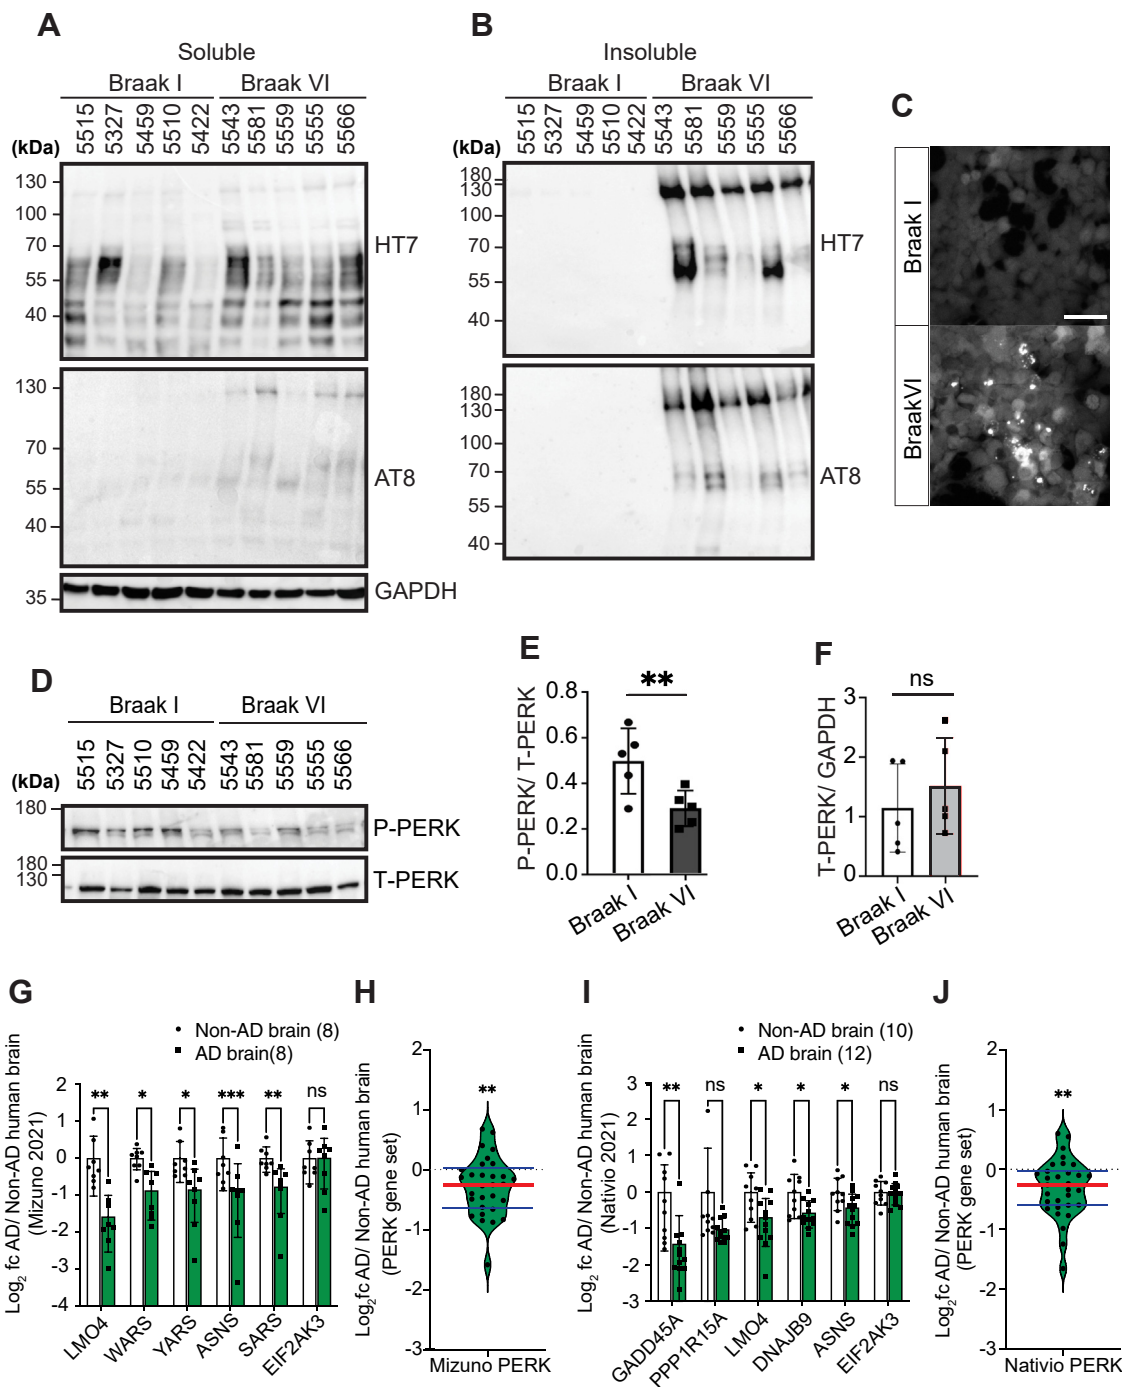 A
Soluble
Braak I
Braak VI
5515
5327
5459
5510
5422
5543
5581
5559
5555
5566
(kDa)
130
100
70
55
40
HT7
130
70
55
40
AT8
35
GAPDH
B
Insoluble
Braak I
Braak VI
5515
5327
5459
5510
5422
5543
5581
5559
5555
5566
(kDa)
180
130
100
70
55
40
HT7
180
130
100
70
55
40
AT8
C
Braak I
BraakVI
D
Braak I
Braak VI
5515
5327
5510
5459
5422
5543
5581
5559
5555
5566
(kDa)
180
P-PERK
180
130
T-PERK
E
P-PERK/ T-PERK
0.8
0.6
0.4
0.2
0.0
**
Braak I
Braak VI
F
T-PERK/ GAPDH
3
2
1
0
ns
Braak I
Braak VI
G
Non-AD brain (8)
AD brain(8)
Log2 fc AD/ Non-AD human brain
(Mizuno 2021)
2
1
0
-1
-2
-3
-4
** * * *** ** ns
LMO4
WARS
YARS
ASNS
SARS
EIF2AK3
H
Log2fc AD/ Non-AD human brain
(PERK gene set)
2
1
0
-1
-2
-3
**
Mizuno PERK
I
Non-AD brain (10)
AD brain (12)
Log2 fc AD/ Non-AD human brain
(Nativio 2021)
3
2
1
0
-1
-2
-3
** ns * * * ns
GADD45A
PPP1R15A
LMO4
DNAJB9
ASNS
EIF2AK3
J
Log2fc AD/ Non-AD human brain
(PERK gene set)
2
1
0
-1
-2
-3
**
Nativio PERK